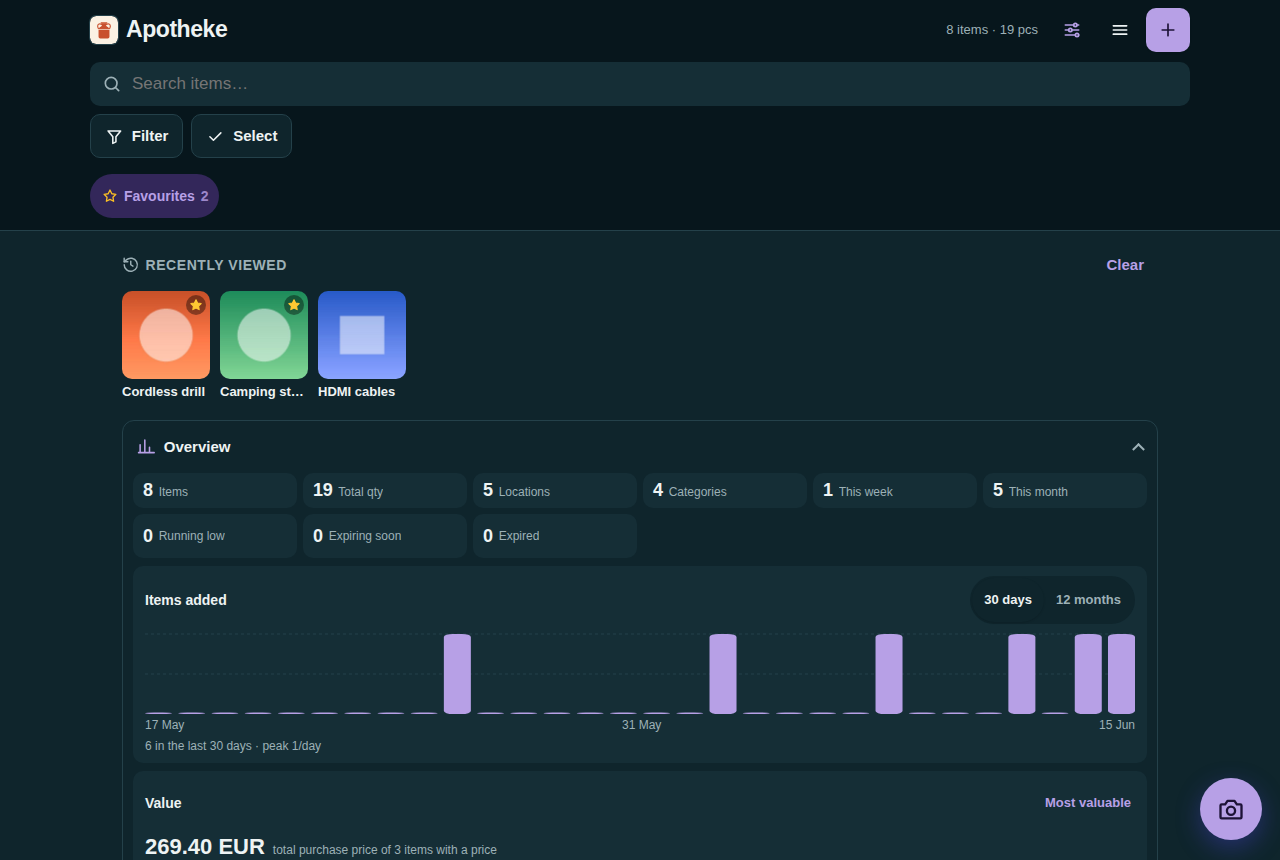 Apotheke
8 items · 19 pcs
Search items…
Filter
Select
Favourites 2
RECENTLY VIEWED
Clear
Cordless drill
Camping st…
HDMI cables
Overview
8 Items
19 Total qty
5 Locations
4 Categories
1 This week
5 This month
0 Running low
0 Expiring soon
0 Expired
Items added
30 days
12 months
17 May
31 May
15 Jun
6 in the last 30 days · peak 1/day
Value
Most valuable
269.40 EUR total purchase price of 3 items with a price